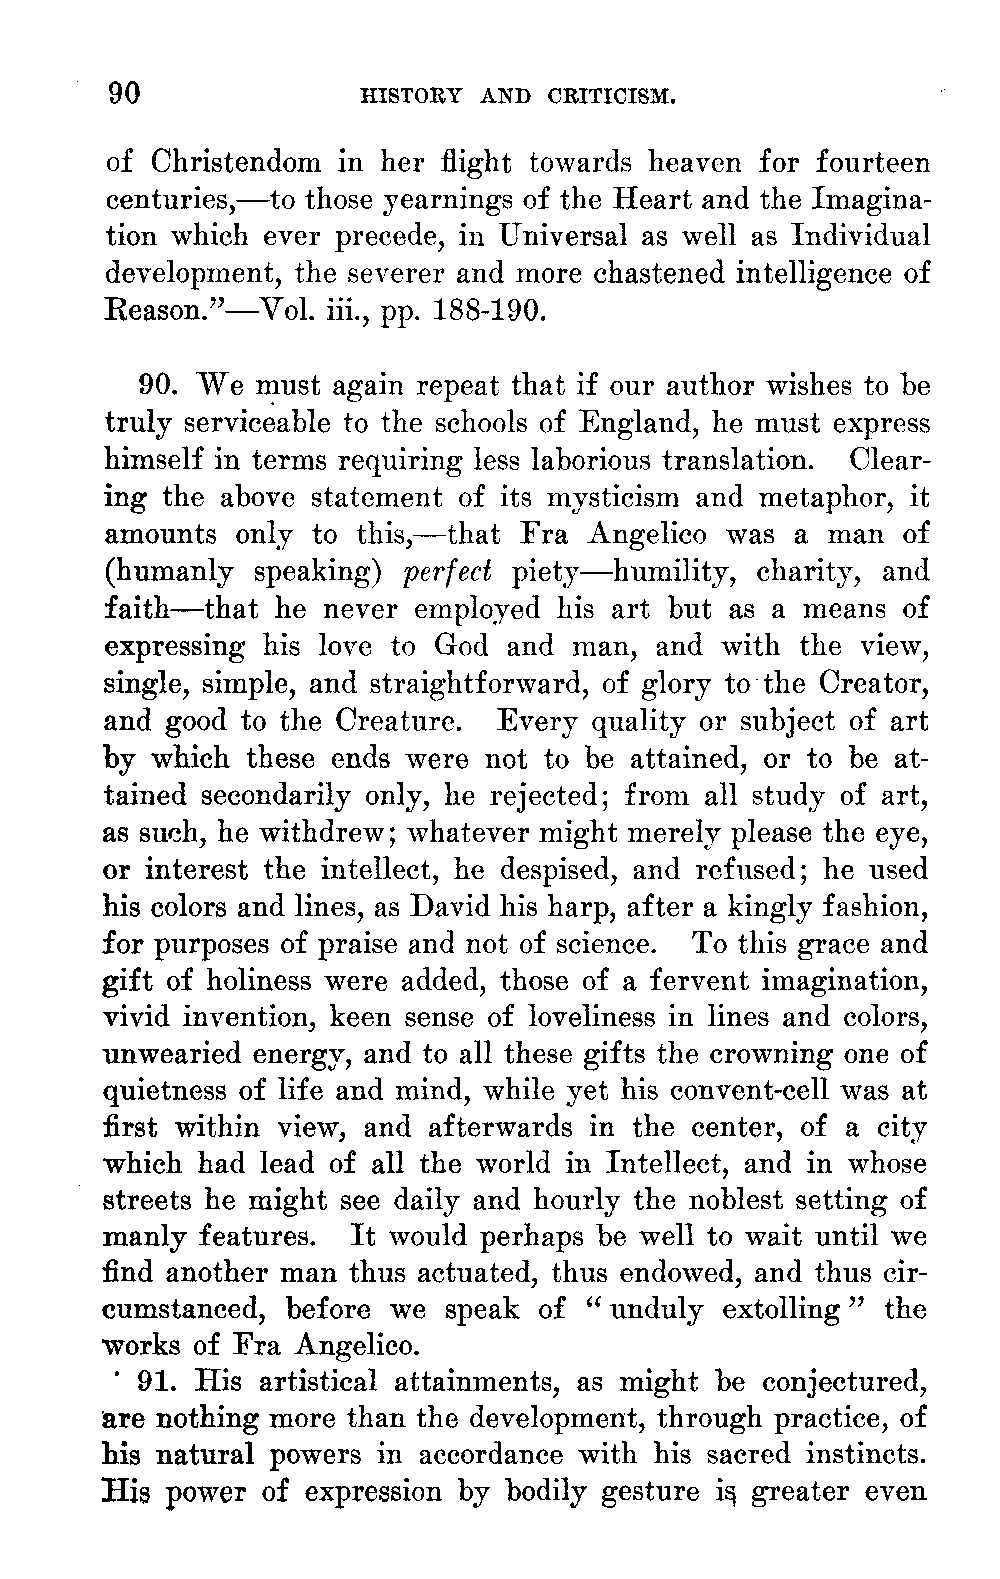 90 HISTORY AND CRITICISM.
of Christendom in her flight towards heaven for fourteen
centuries,—to those yearnings of the Heart and the Imagina-
tion which ever precede, in Universal as well as Individual
development, the severer and more chastened intelligence of
Reason.”—Vol. iii., pp. 188-190.
90. We must again repeat that if our author wishes to be
truly serviceable to the schools of England, he must express
himself in terms requiring less laborious translation. Clear-
ing the above statement of its mysticism and metaphor, it
amounts only to this,—that Fra Angelico was a man of
(humanly speaking) perfect piety—humility, charity, and
faith—that he never employed his art but as a means of
expressing his love to God and man, and with the view,
single, simple, and straightforward, of glory to the Creator,
and good to the Creature. Every quality or subject of art
by which these ends were not to be attained, or to be at-
tained secondarily only, he rejected; from all study of art,
as such, he withdrew; whatever might merely please the eye,
or interest the intellect, he despised, and refused; he used
his colors and lines, as David his harp, after a kingly fashion,
for purposes of praise and not of science. To this grace and
gift of holiness were added, those of a fervent imagination,
vivid invention, keen sense of loveliness in lines and colors,
unwearied energy, and to all these gifts the crowning one of
quietness of life and mind, while yet his convent-cell was at
first within view, and afterwards in the center, of a city
which had lead of all the world in Intellect, and in whose
streets he might see daily and hourly the noblest setting of
manly features. It would perhaps be well to wait until we
find another man thus actuated, thus endowed, and thus cir-
cumstanced, before we speak of “unduly extolling” the
works of Fra Angelico.
91. His artistical attainments, as might be conjectured,
are nothing more than the development, through practice, of
his natural powers in accordance with his sacred instincts.
His power of expression by bodily gesture is greater even